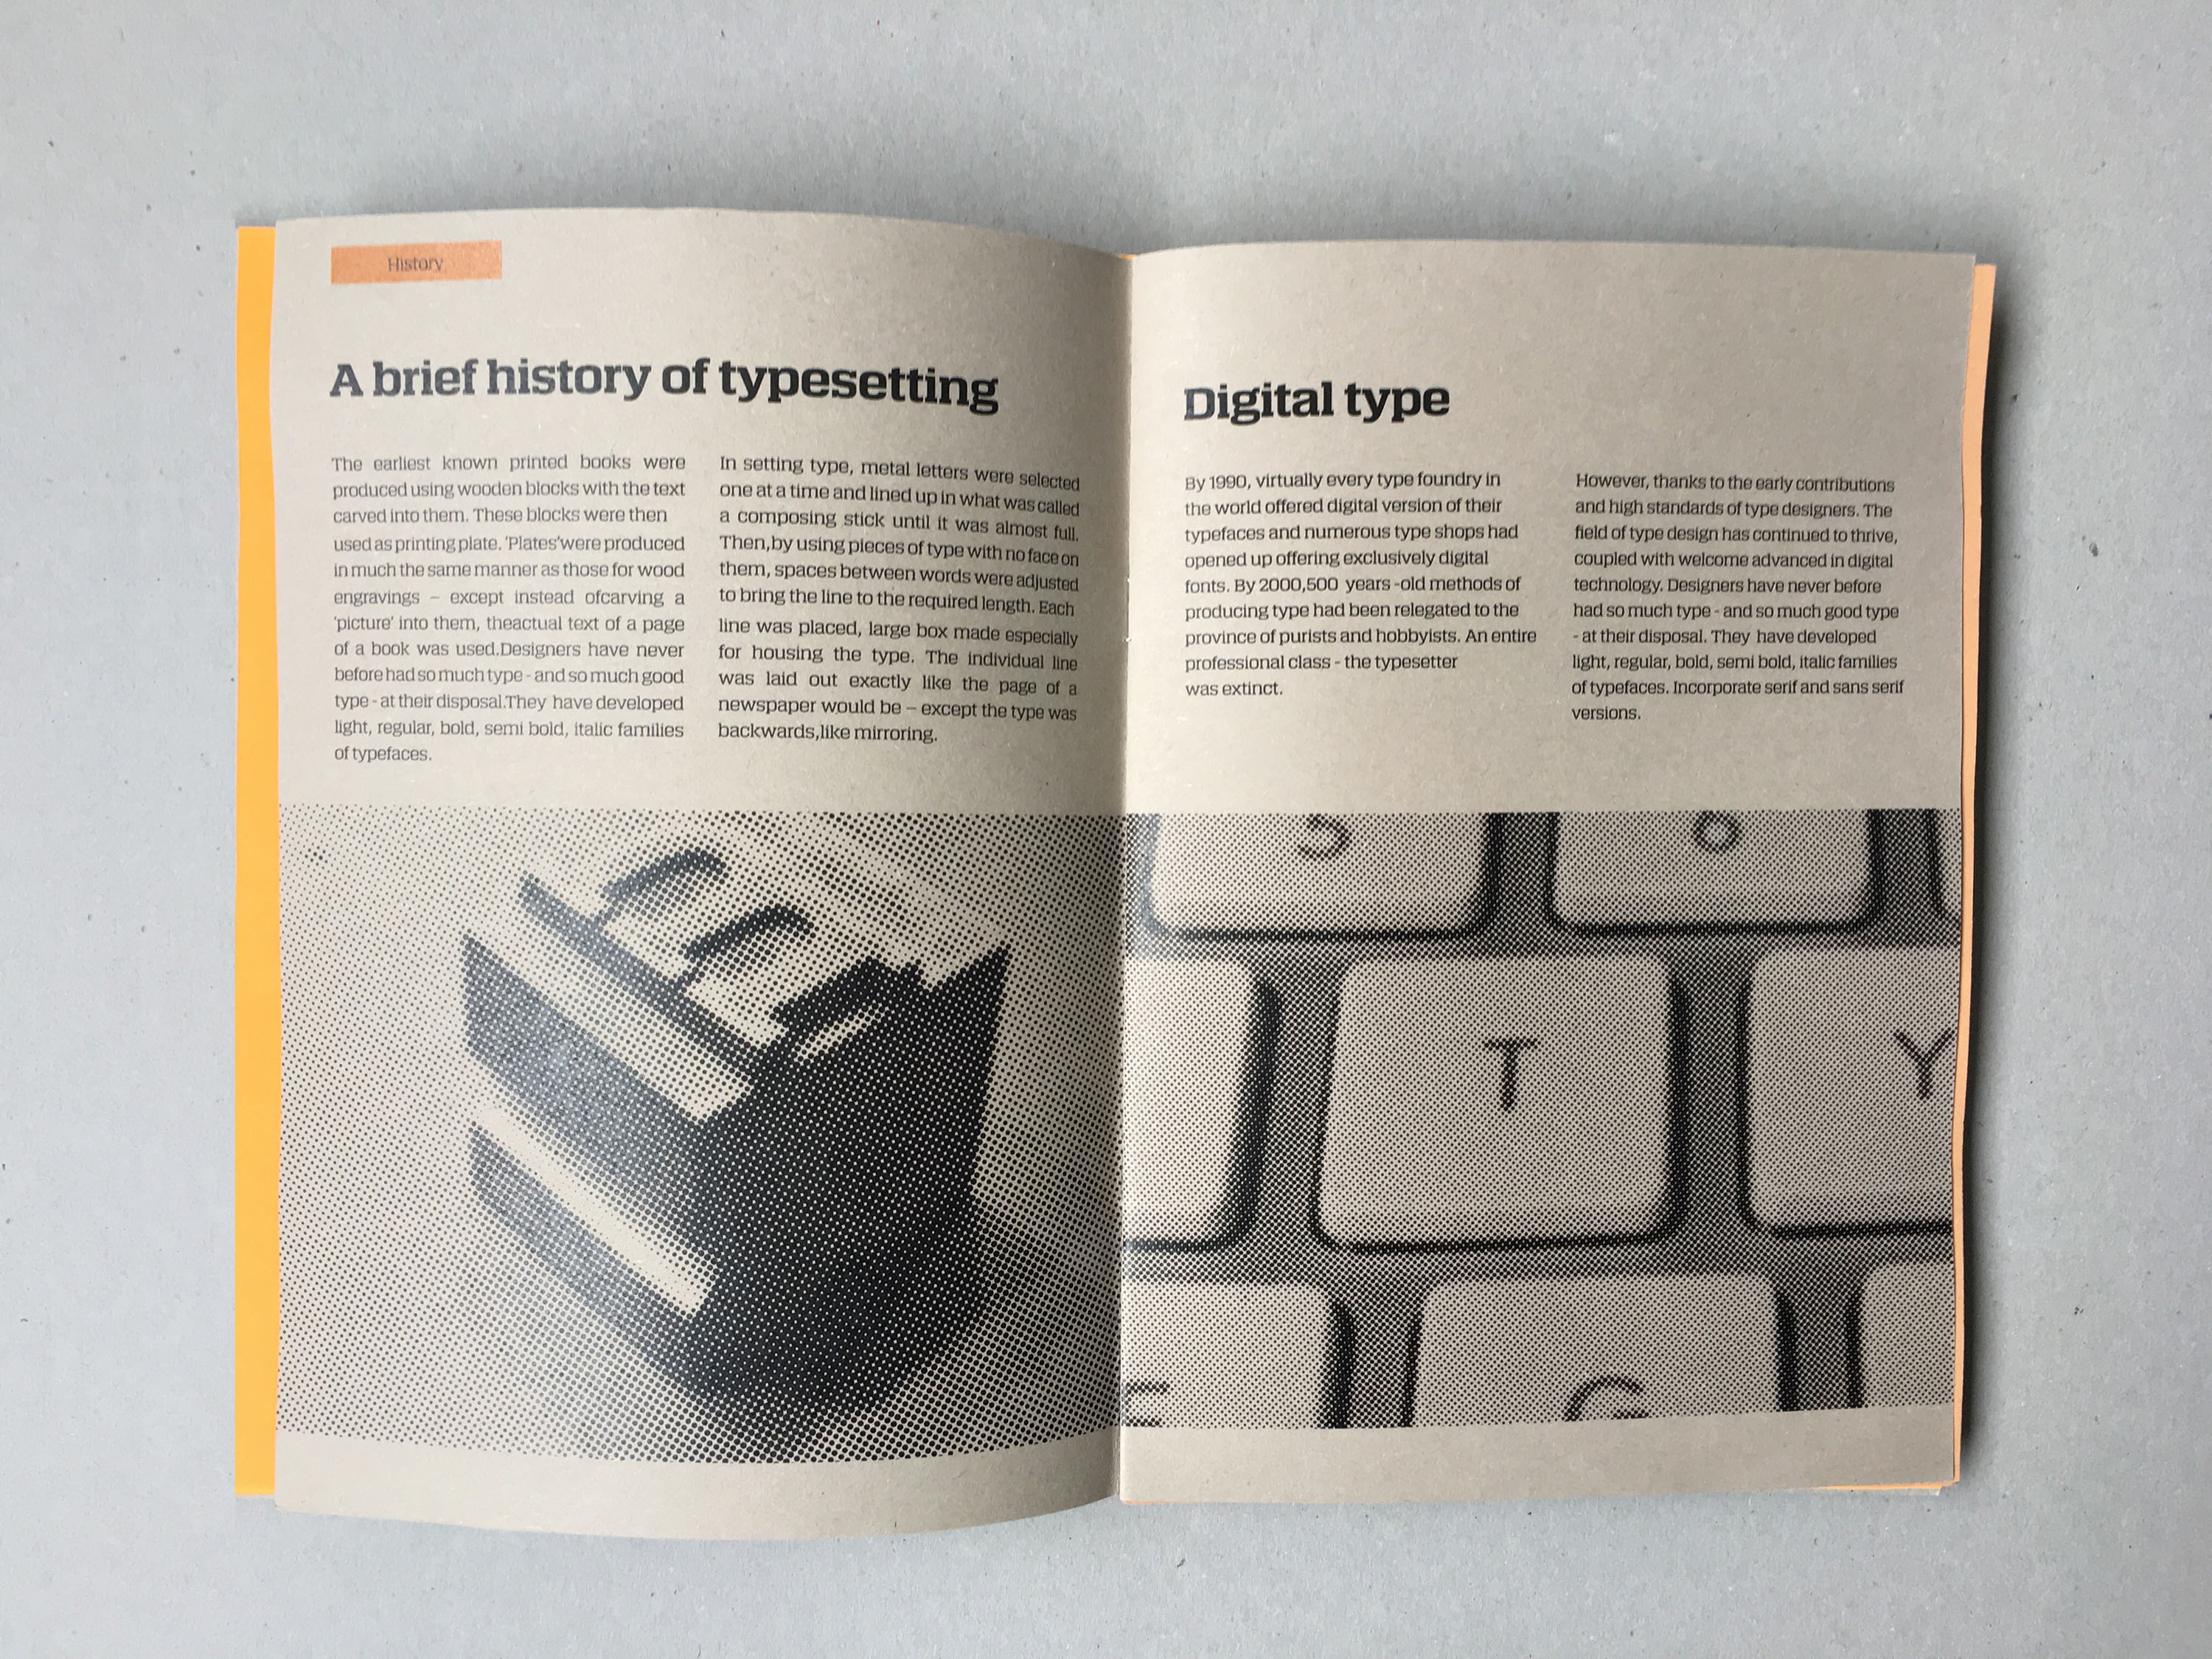 History
A brief history of typesetting
The earliest known printed books were
produced using wooden blocks with the text
carved into them. These blocks were then
used as printing plate. 'Plates'were produced
in much the same manner as those for wood
engravings – except instead ofcarving a
'picture' into them, theactual text of a page
of a book was used.Designers have never
before had so much type - and so much good
type - at their disposal.They have developed
light, regular, bold, semi bold, italic families
of typefaces.
In setting type, metal letters were selected
one at a time and lined up in what was called
a composing stick until it was almost full.
Then,by using pieces of type with no face on
them, spaces between words were adjusted
to bring the line to the required length. Each
line was placed, large box made especially
for housing the type. The individual line
was laid out exactly like the page of a
newspaper would be – except the type was
backwards,like mirroring.
Digital type
By 1990, virtually every type foundry in
the world offered digital version of their
typefaces and numerous type shops had
opened up offering exclusively digital
fonts. By 2000,500 years -old methods of
producing type had been relegated to the
province of purists and hobbyists. An entire
professional class - the typesetter
was extinct.
However, thanks to the early contributions
and high standards of type designers. The
field of type design has continued to thrive,
coupled with welcome advanced in digital
technology. Designers have never before
had so much type - and so much good type
- at their disposal. They have developed
light, regular, bold, semi bold, italic families
of typefaces. Incorporate serif and sans serif
versions.
5 6
T Y
F G